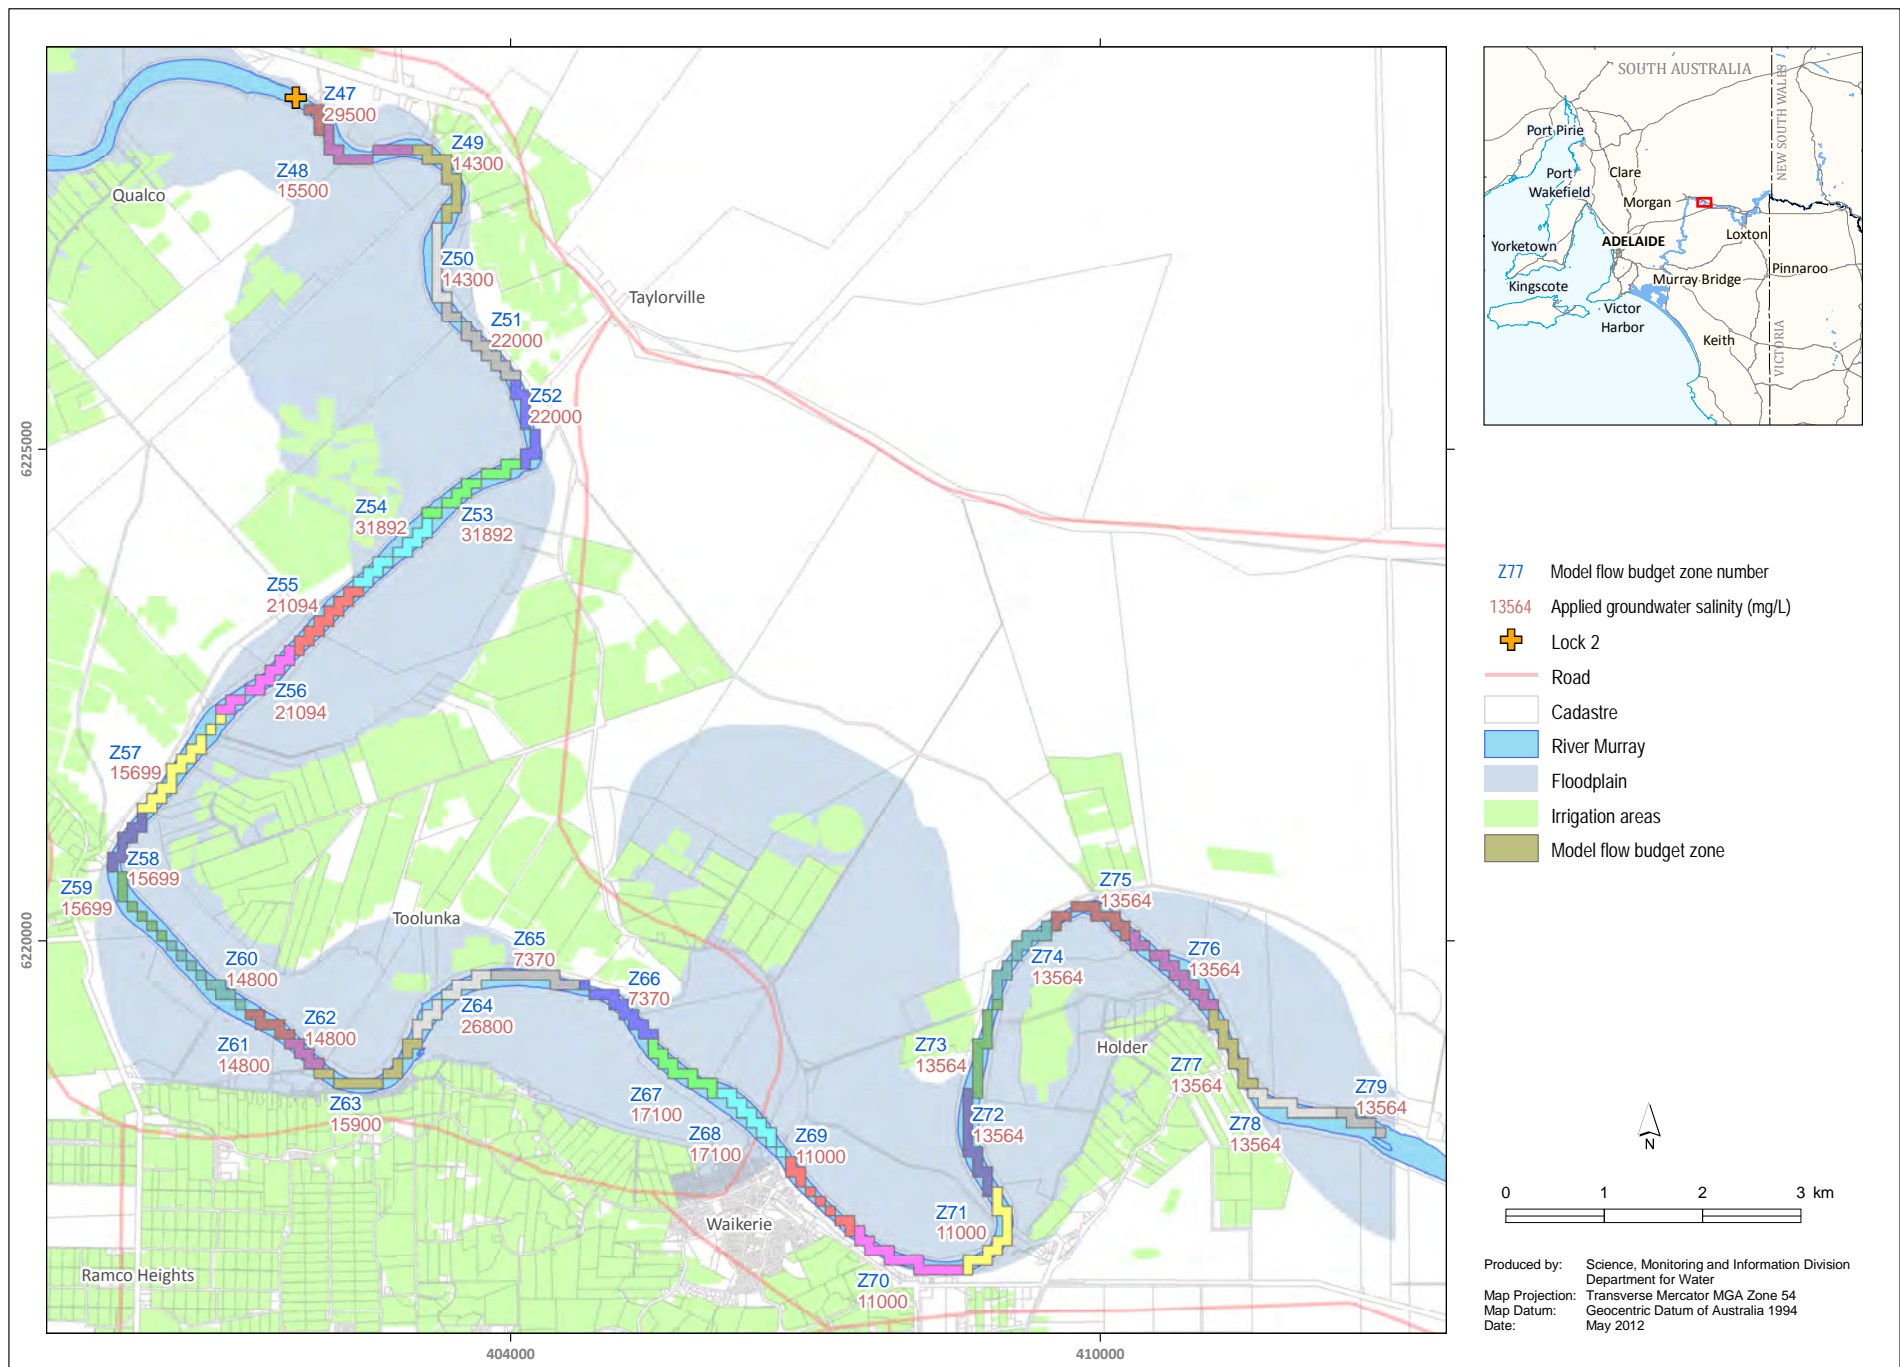 Z47
29500
Z48
15500
Z49
14300
Qualco
Z50
14300
Taylorville
Z51
22000
Z52
22000
Z54
31892
Z53
31892
Z55
21094
Z56
21094
Z57
15699
Z58
15699
Z59
15699
Toolunka
Z60
14800
Z65
7370
Z66
7370
Z64
26800
Z62
14800
Z61
14800
Z63
15900
Z67
17100
Z68
17100
Z69
11000
Waikerie
Ramco Heights
Z70
11000
Z71
11000
Z72
13564
Z73
13564
Z74
13564
Z75
13564
Z76
13564
Holder
Z77
13564
Z78
13564
Z79
13564
6225000
6220000
404000
410000
SOUTH AUSTRALIA
NEW SOUTH WALES
VICTORIA
Port Pirie
Port
Wakefield
Clare
Morgan
Yorketown
ADELAIDE
Loxton
Kingscote
Murray Bridge
Pinnaroo
Victor
Harbor
Keith
Z77 Model flow budget zone number
13564 Applied groundwater salinity (mg/L)
Lock 2
Road
Cadastre
River Murray
Floodplain
Irrigation areas
Model flow budget zone
N
0 1 2 3 km
Produced by: Science, Monitoring and Information Division
Department for Water
Map Projection: Transverse Mercator MGA Zone 54
Map Datum: Geocentric Datum of Australia 1994
Date: May 2012